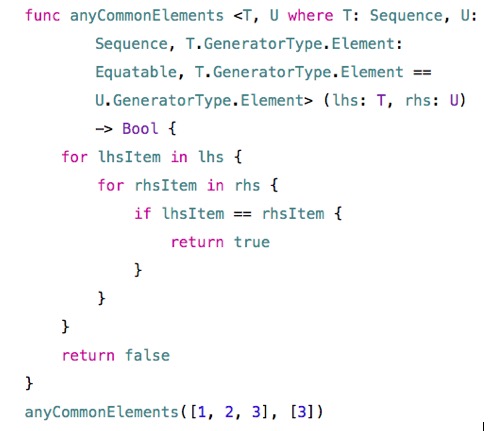 func anyCommonElements <T, U where T: Sequence, U:
Sequence, T.GeneratorType.Element:
Equatable, T.GeneratorType.Element ==
U.GeneratorType.Element> (lhs: T, rhs: U)
-> Bool {
for lhsItem in lhs {
for rhsItem in rhs {
if lhsItem == rhsItem {
return true
}
}
}
return false
}
anyCommonElements([1, 2, 3], [3])